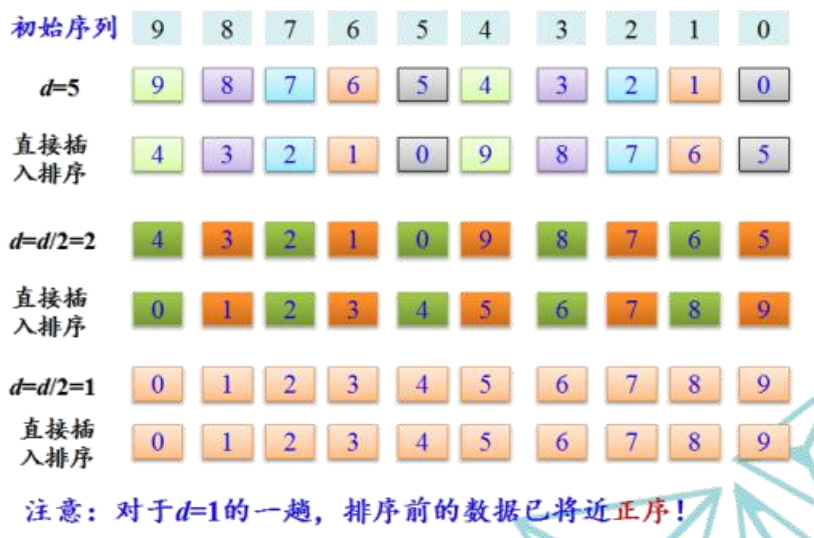 初始序列 9 8 7 6 5 4 3 2 1 0
d=5 9 8 7 6 5 4 3 2 1 0
直接插
入排序 4 3 2 1 0 9 8 7 6 5
d=d/2=2 4 3 2 1 0 9 8 7 6 5
直接插
入排序 0 1 2 3 4 5 6 7 8 9
d=d/2=1 0 1 2 3 4 5 6 7 8 9
直接插
入排序 0 1 2 3 4 5 6 7 8 9
注意：对于d=1的一趟，排序前的数据已将近正序！